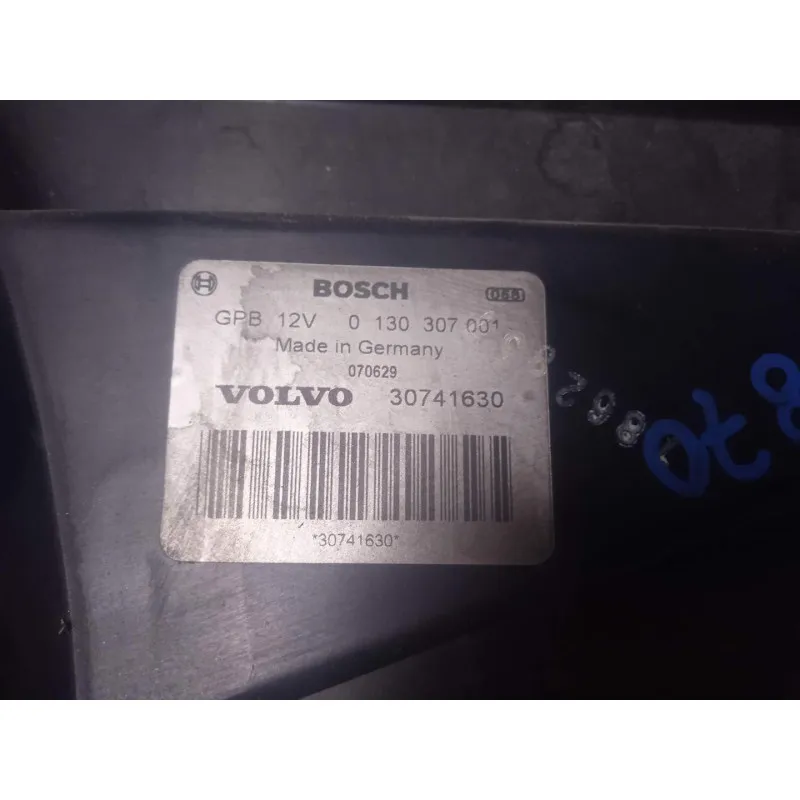 BOSCH
GPB 12V 0 130 307 001
Made in Germany
070629
VOLVO 30741630
*30741630*